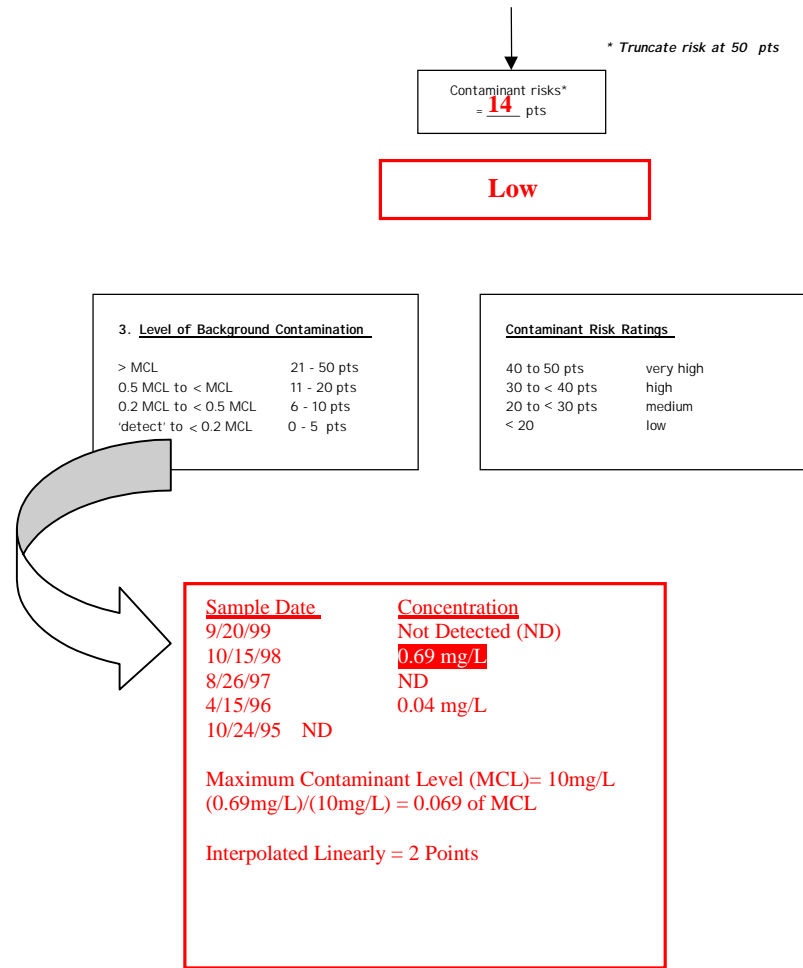 * Truncate risk at 50 pts
Contaminant risks*
= 14 pts
Low
3. Level of Background Contamination
> MCL 21 - 50 pts
0.5 MCL to < MCL 11 - 20 pts
0.2 MCL to < 0.5 MCL 6 - 10 pts
'detect' to < 0.2 MCL 0 - 5 pts
Contaminant Risk Ratings
40 to 50 pts very high
30 to < 40 pts high
20 to < 30 pts medium
< 20 low
Sample Date Concentration
9/20/99 Not Detected (ND)
10/15/98 0.69 mg/L
8/26/97 ND
4/15/96 0.04 mg/L
10/24/95 ND
Maximum Contaminant Level (MCL)= 10mg/L
(0.69mg/L)/(10mg/L) = 0.069 of MCL
Interpolated Linearly = 2 Points